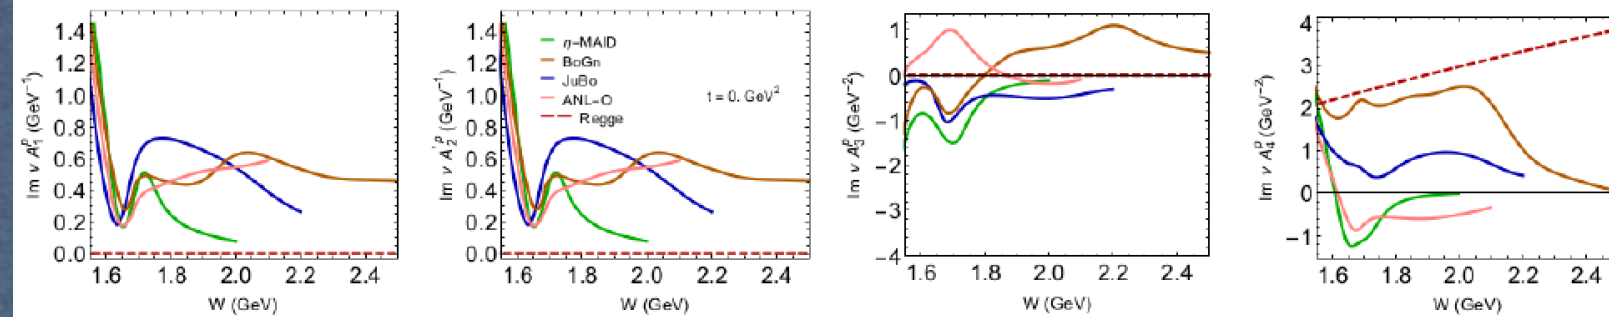 Im ν A₁ᵖ (GeV⁻¹)
1.4
1.2
1.0
0.8
0.6
0.4
0.2
0.0
1.6 1.8 2.0 2.2 2.4
W (GeV)
Im ν A'₂ᵖ (GeV⁻¹)
1.4
1.2
1.0
0.8
0.6
0.4
0.2
0.0
η-MAID
BoGn
JuBo
ANL-O
Regge
t = 0. GeV²
1.6 1.8 2.0 2.2 2.4
W (GeV)
Im ν A₃ᵖ (GeV⁻²)
1
0
-1
-2
-3
-4
1.6 1.8 2.0 2.2 2.4
W (GeV)
Im ν A₄ᵖ (GeV⁻²)
4
3
2
1
0
-1
1.6 1.8 2.0 2.2 2.4
W (GeV)